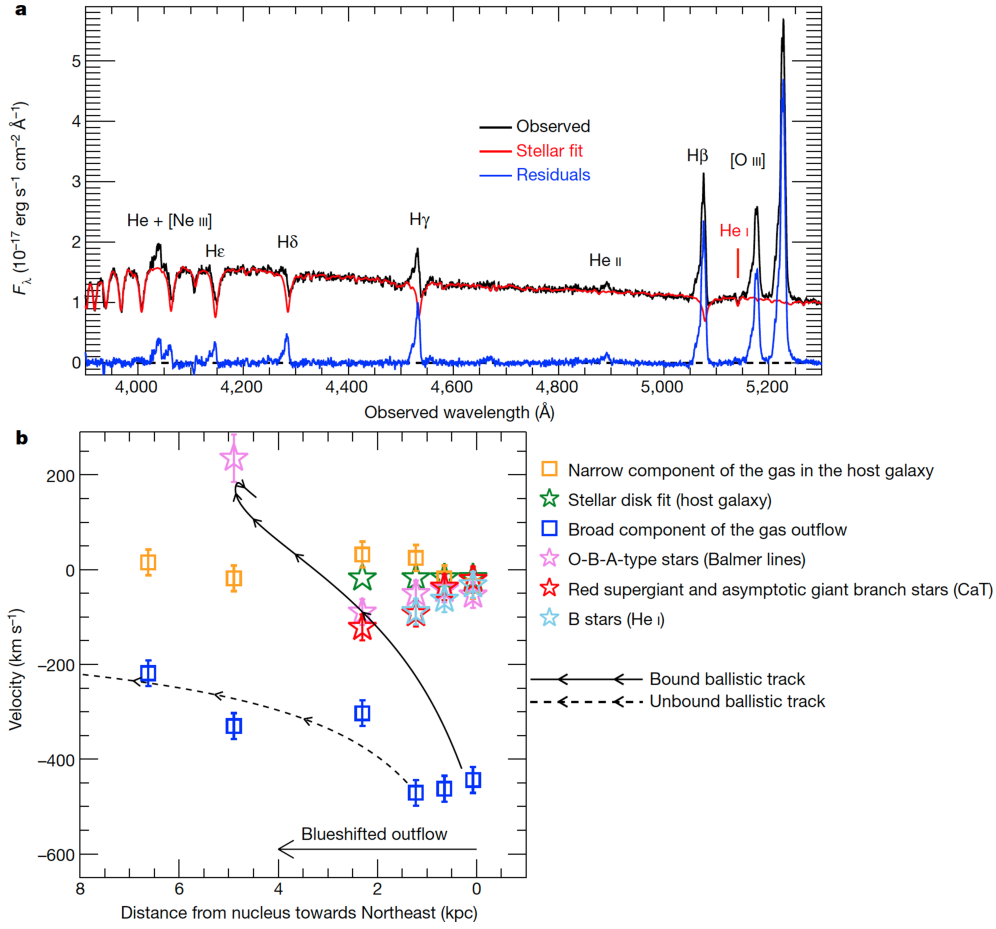 a
5
4
3
2
1
0
F_λ (10⁻¹⁷ erg s⁻¹ cm⁻² Å⁻¹)
Observed
Stellar fit
Residuals
He + [Ne III]
Hε
Hδ
Hγ
He II
Hβ
He I
[O III]
4,000
4,200
4,400
4,600
4,800
5,000
5,200
Observed wavelength (Å)
b
200
0
−200
−400
−600
Velocity (km s⁻¹)
Blueshifted outflow
8
6
4
2
0
Distance from nucleus towards Northeast (kpc)
Narrow component of the gas in the host galaxy
Stellar disk fit (host galaxy)
Broad component of the gas outflow
O-B-A-type stars (Balmer lines)
Red supergiant and asymptotic giant branch stars (CaT)
B stars (He I)
Bound ballistic track
Unbound ballistic track